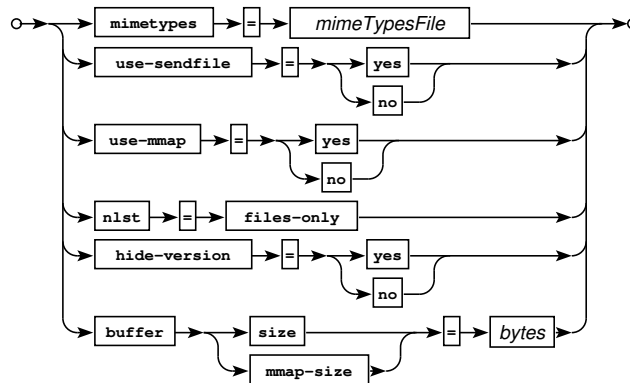 mimetypes = mimeTypesFile
use-sendfile = yes
no
use-mmap = yes
no
nlst = files-only
hide-version = yes
no
buffer size = bytes
mmap-size